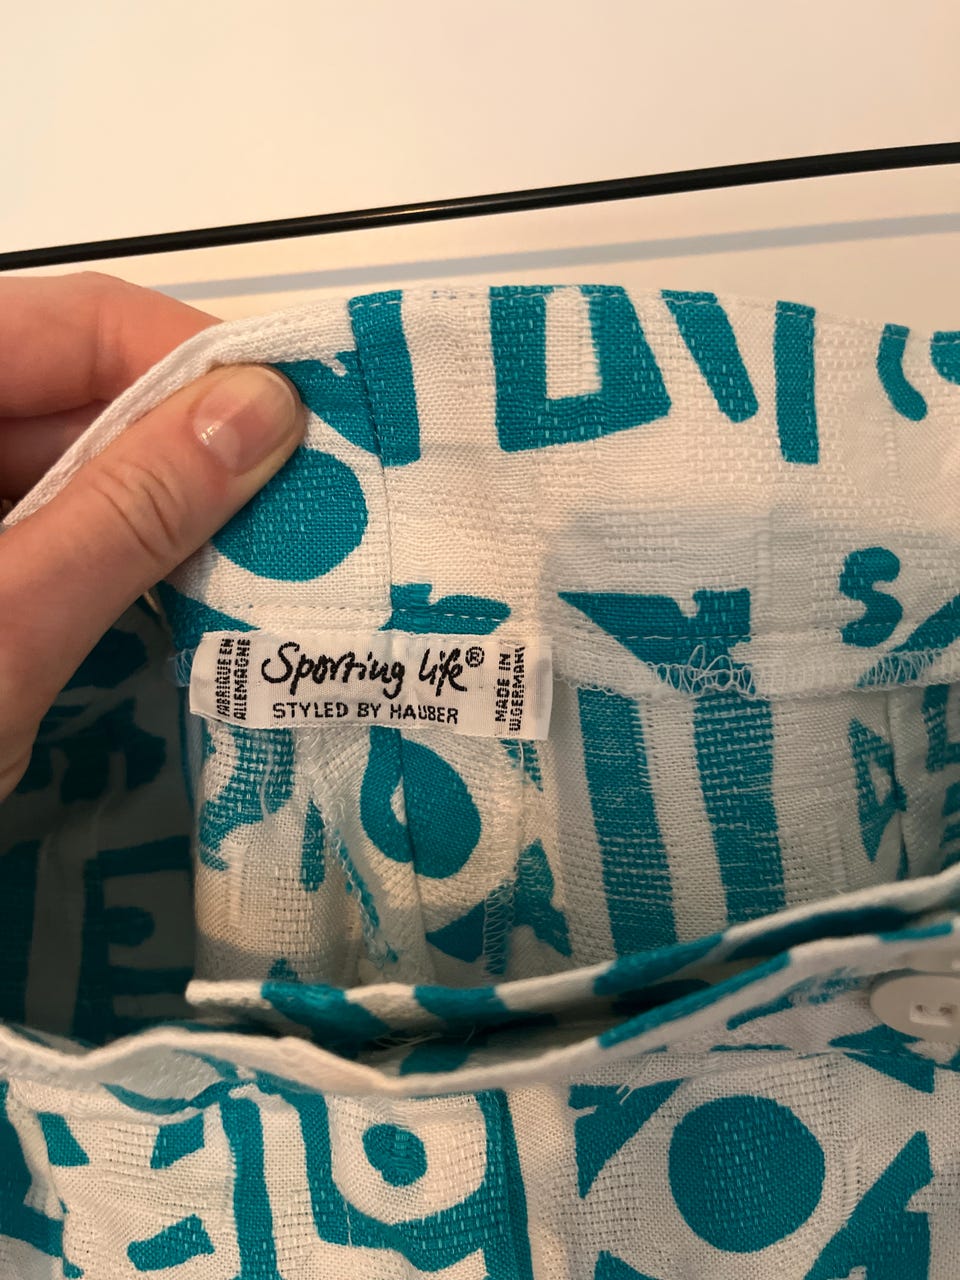 FABRIQUE EN
ALLEMAGNE
Sporting life®
STYLED BY HAUBER
MADE IN
W.GERMANY